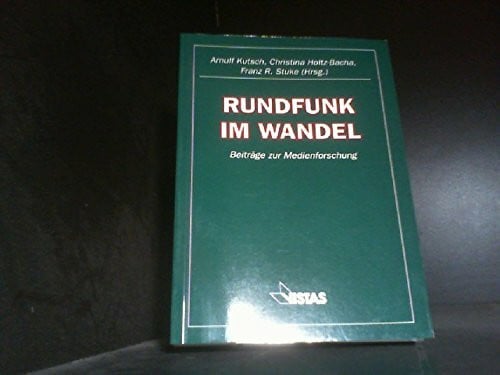 Arnulf Kutsch, Christina Holtz-Bacha,
Franz R. Stuke (Hrsg.)
RUNDFUNK
IM WANDEL
Beiträge zur Medienforschung
VISTAS